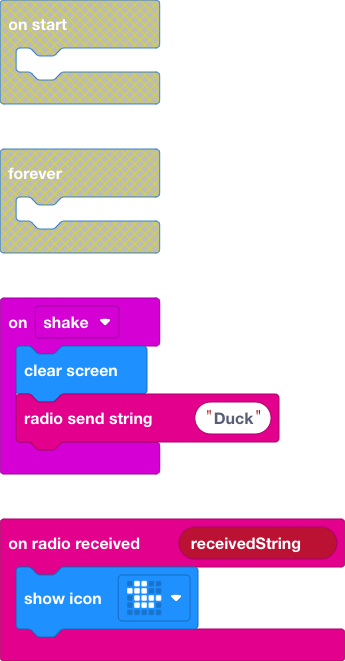 on start
forever
on shake
clear screen
radio send string "Duck"
on radio received receivedString
show icon